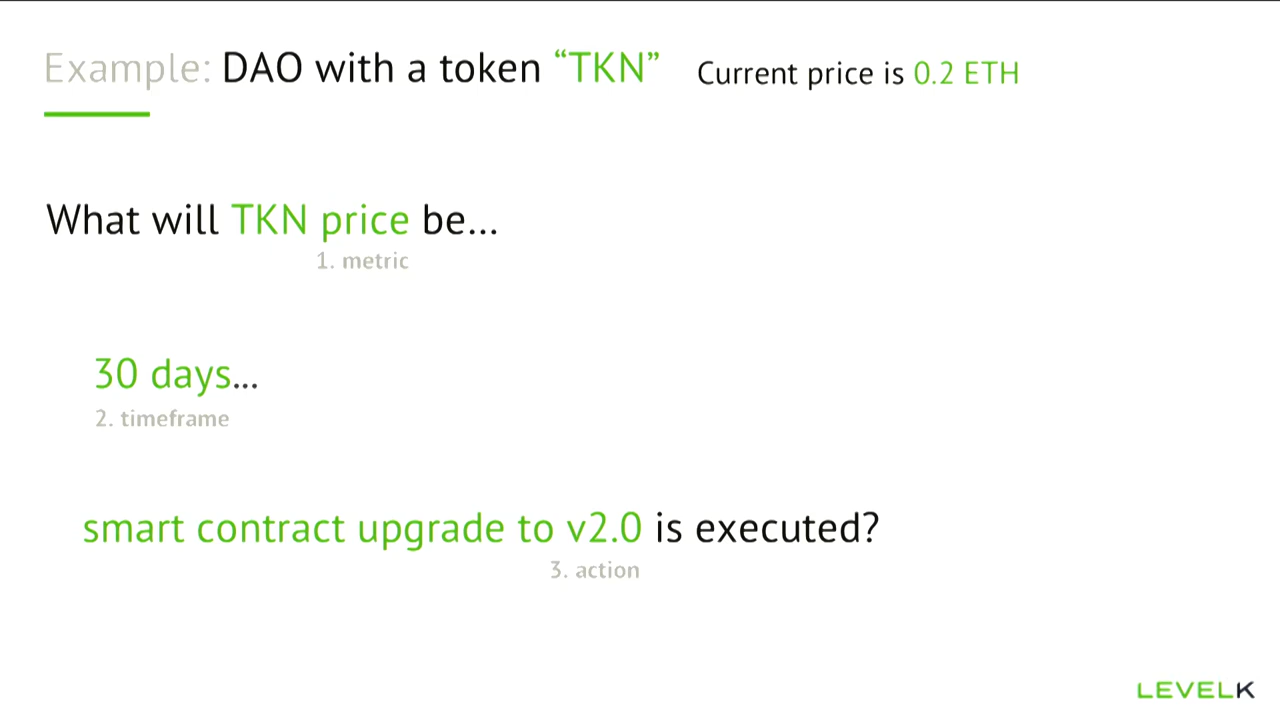 Example: DAO with a token “TKN” Current price is 0.2 ETH
What will TKN price be...
1. metric
30 days...
2. timeframe
smart contract upgrade to v2.0 is executed?
3. action
LEVELK